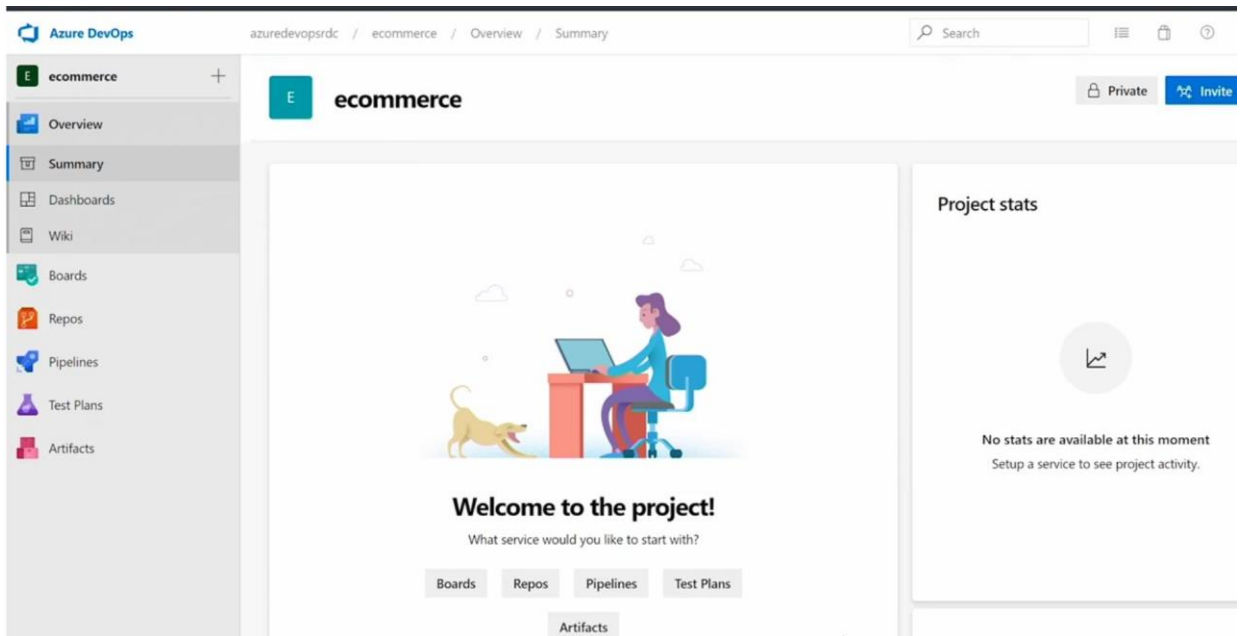 Azure DevOps
azuredevopsrdc / ecommerce / Overview / Summary
Search
E ecommerce
Overview
Summary
Dashboards
Wiki
Boards
Repos
Pipelines
Test Plans
Artifacts
E ecommerce
Private
Invite
Welcome to the project!
What service would you like to start with?
Boards Repos Pipelines Test Plans
Artifacts
Project stats
No stats are available at this moment
Setup a service to see project activity.